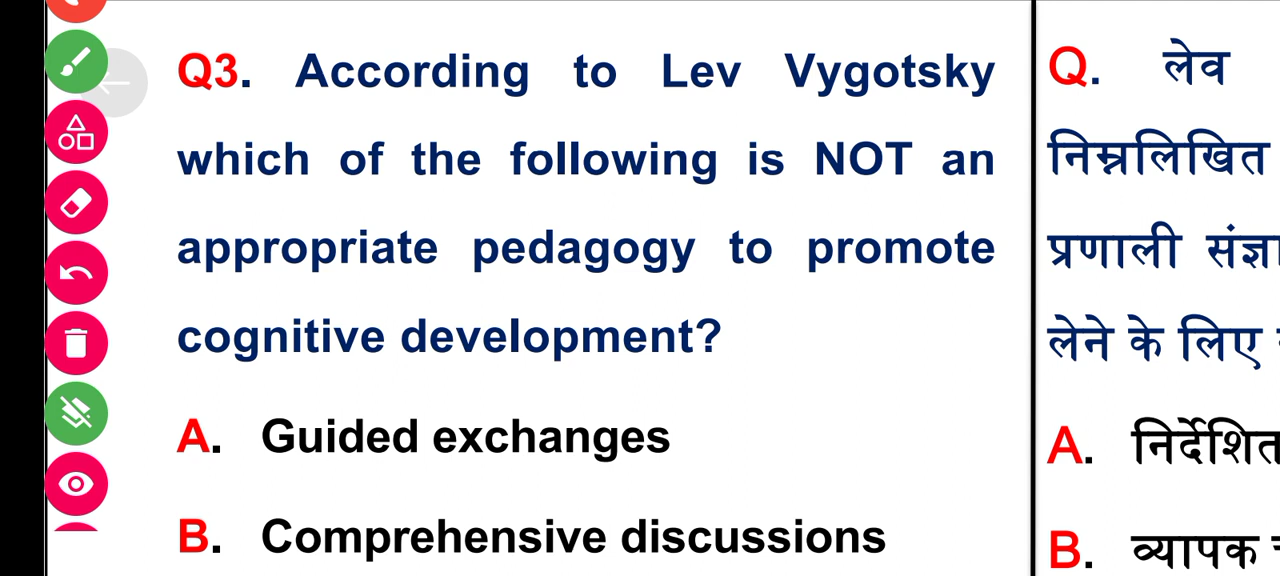 Q3. According to Lev Vygotsky
which of the following is NOT an
appropriate pedagogy to promote
cognitive development?
A. Guided exchanges
B. Comprehensive discussions
Q. लेव
निम्नलिखित
प्रणाली
लेने के लिए
A.
B. व्यापक